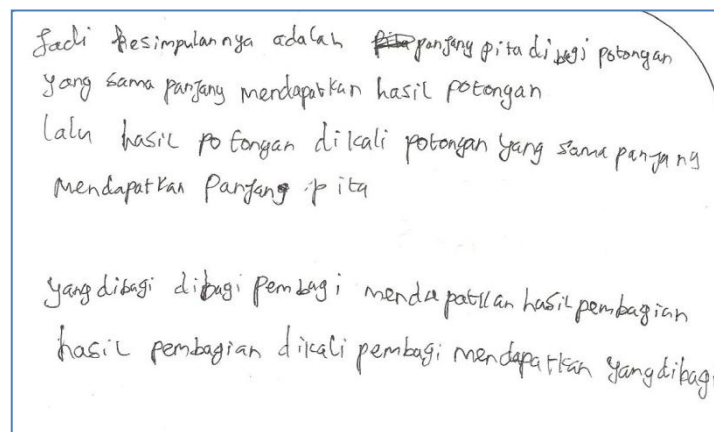 Jadi kesimpulannya adalah panjang pita dibagi potongan
yang sama panjang mendapatkan hasil potongan
lalu hasil potongan dikali potongan yang sama panjang
mendapatkan Panjang pita
yang dibagi dibagi pembagi mendapatkan hasil pembagian
hasil pembagian dikali pembagi mendapatkan yang dibagi